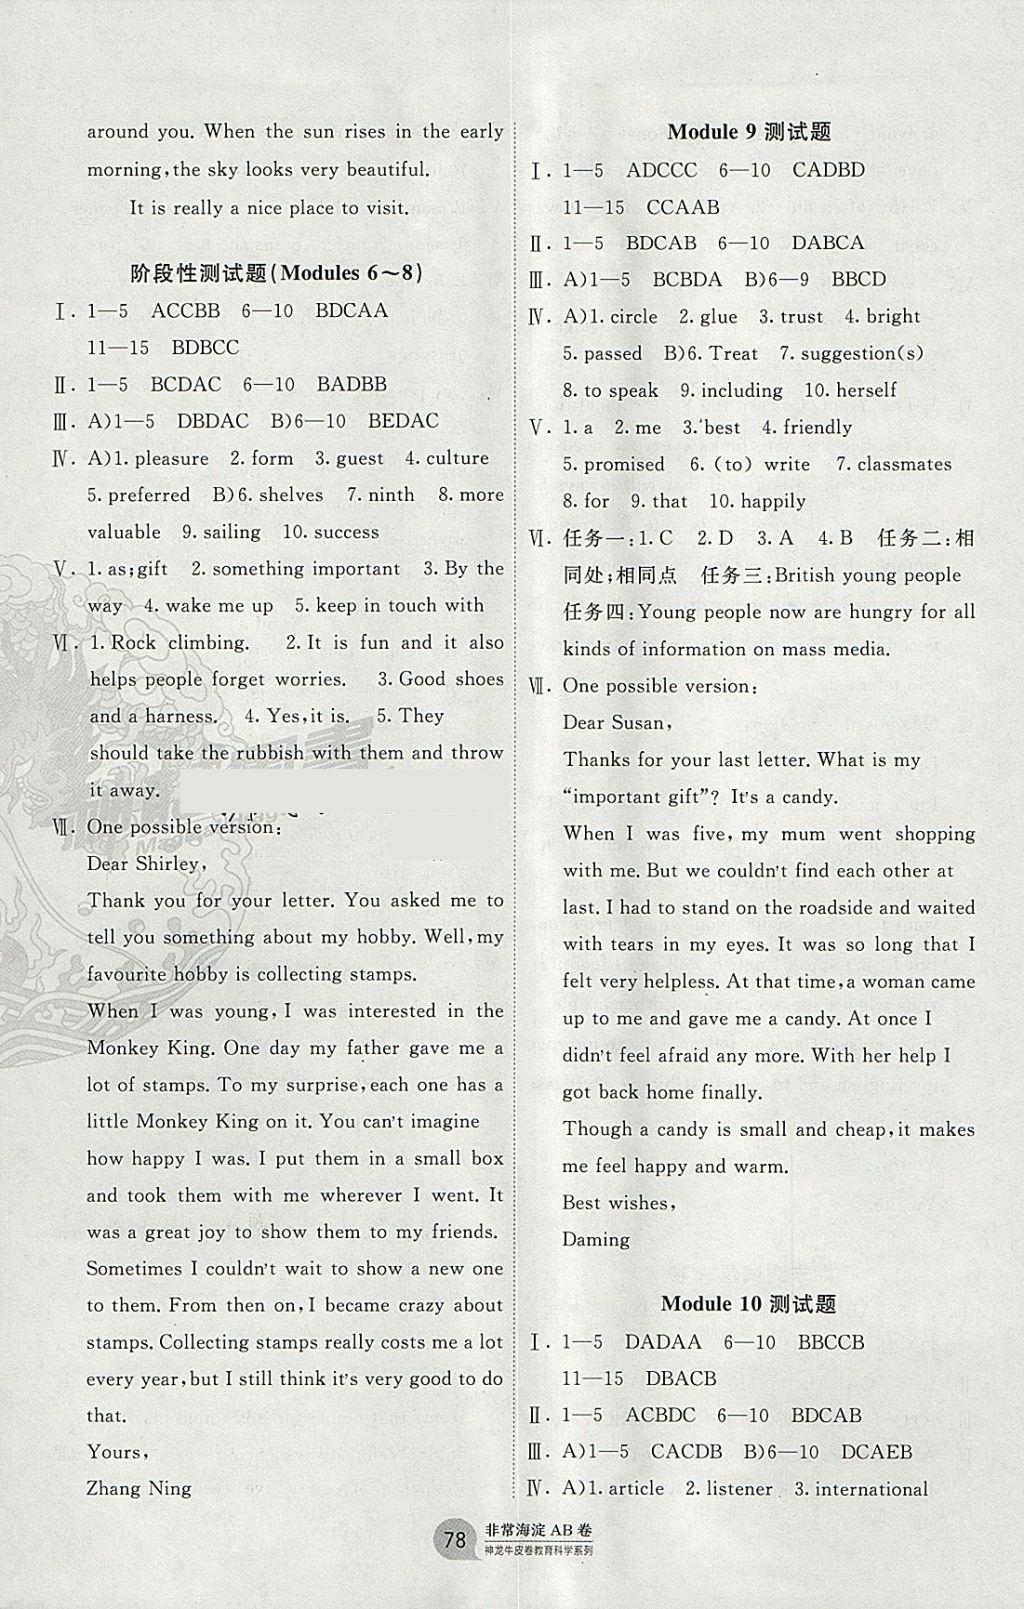 around you. When the sun rises in the early
morning, the sky looks very beautiful.
It is really a nice place to visit.
阶段性测试题(Modules 6～8)
Ⅰ. 1—5 ACCBB 6—10 BDCAA
11—15 BDBCC
Ⅱ. 1—5 BCDAC 6—10 BADBB
Ⅲ. A)1—5 DBDAC B)6—10 BEDAC
Ⅳ. A)1. pleasure 2. form 3. guest 4. culture
5. preferred B)6. shelves 7. ninth 8. more
valuable 9. sailing 10. success
Ⅴ. 1. as; gift 2. something important 3. By the
way 4. wake me up 5. keep in touch with
Ⅵ. 1. Rock climbing. 2. It is fun and it also
helps people forget worries. 3. Good shoes
and a harness. 4. Yes, it is. 5. They
should take the rubbish with them and throw
it away.
Ⅶ. One possible version:
Dear Shirley,
Thank you for your letter. You asked me to
tell you something about my hobby. Well, my
favourite hobby is collecting stamps.
When I was young, I was interested in the
Monkey King. One day my father gave me a
lot of stamps. To my surprise, each one has a
little Monkey King on it. You can't imagine
how happy I was. I put them in a small box
and took them with me wherever I went. It
was a great joy to show them to my friends.
Sometimes I couldn't wait to show a new one
to them. From then on, I became crazy about
stamps. Collecting stamps really costs me a lot
every year, but I still think it's very good to do
that.
Yours,
Zhang Ning
Module 9 测试题
Ⅰ. 1—5 ADCCC 6—10 CADBD
11—15 CCAAB
Ⅱ. 1—5 BDCAB 6—10 DABCA
Ⅲ. A)1—5 BCBDA B)6—9 BBCD
Ⅳ. A)1. circle 2. glue 3. trust 4. bright
5. passed B)6. Treat 7. suggestion(s)
8. to speak 9. including 10. herself
Ⅴ. 1. a 2. me 3. best 4. friendly
5. promised 6. (to) write 7. classmates
8. for 9. that 10. happily
Ⅵ. 任务一:1. C 2. D 3. A 4. B 任务二:相
同处;相同点 任务三:British young people
任务四:Young people now are hungry for all
kinds of information on mass media.
Ⅶ. One possible version:
Dear Susan,
Thanks for your last letter. What is my
“important gift”? It's a candy.
When I was five, my mum went shopping
with me. But we couldn't find each other at
last. I had to stand on the roadside and waited
with tears in my eyes. It was so long that I
felt very helpless. At that time, a woman came
up to me and gave me a candy. At once I
didn't feel afraid any more. With her help I
got back home finally.
Though a candy is small and cheap, it makes
me feel happy and warm.
Best wishes,
Daming
Module 10 测试题
Ⅰ. 1—5 DADAA 6—10 BBCCB
11—15 DBACB
Ⅱ. 1—5 ACBDC 6—10 BDCAB
Ⅲ. A)1—5 CACDB B)6—10 DCAEB
Ⅳ. A)1. article 2. listener 3. international
78
非常海淀 AB 卷
神龙牛皮卷教育科学系列